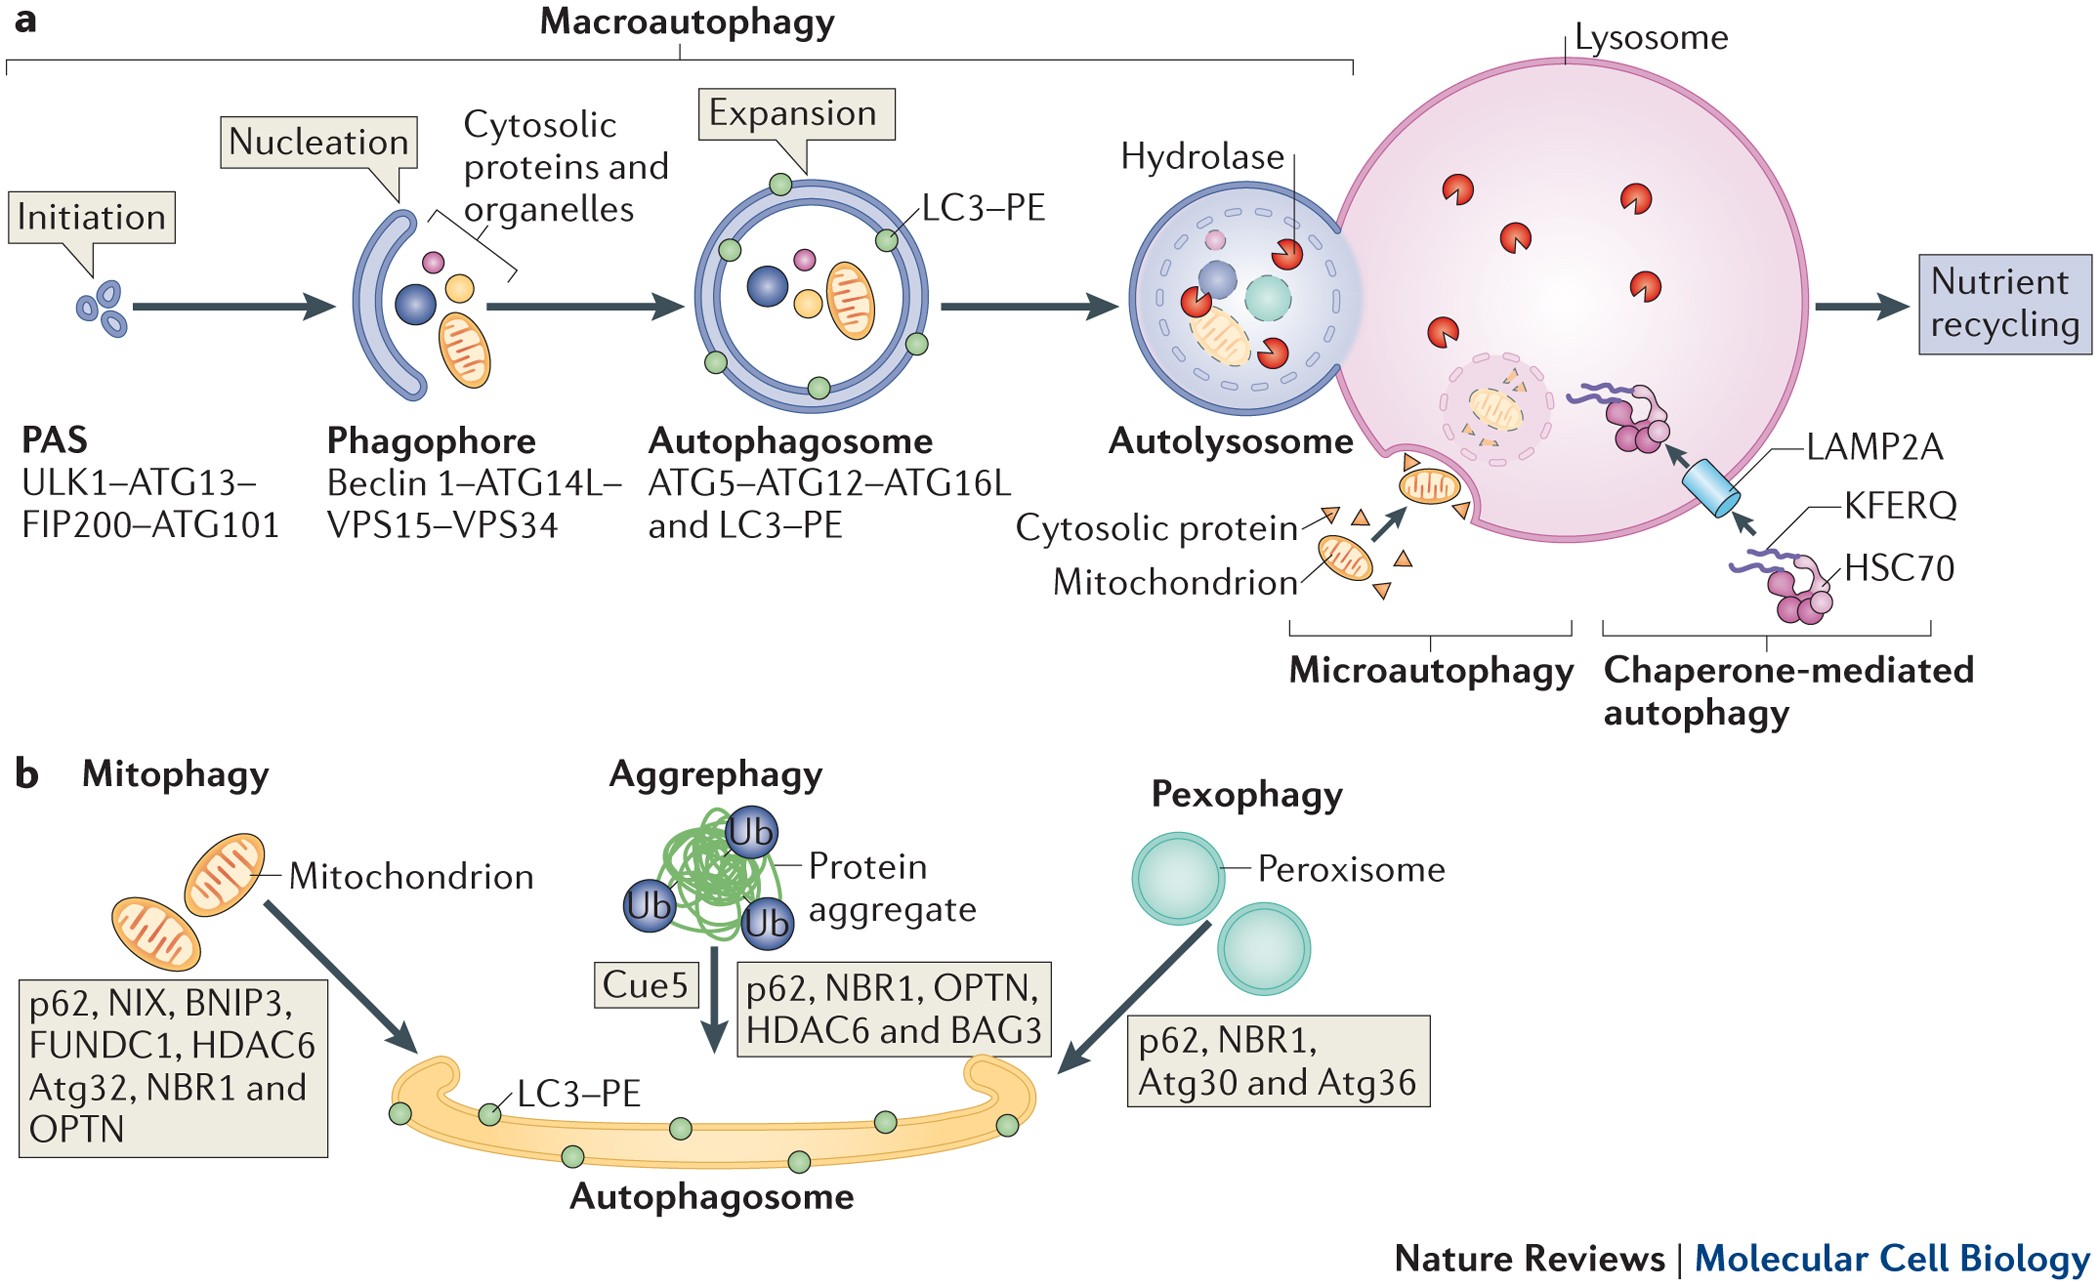 a
Macroautophagy
Lysosome
Initiation
Nucleation
Cytosolic
proteins and
organelles
Expansion
LC3–PE
Hydrolase
Nutrient
recycling
PAS
ULK1–ATG13–
FIP200–ATG101
Phagophore
Beclin 1–ATG14L–
VPS15–VPS34
Autophagosome
ATG5–ATG12–ATG16L
and LC3–PE
Autolysosome
Cytosolic protein
Mitochondrion
LAMP2A
KFERQ
HSC70
Microautophagy
Chaperone-mediated
autophagy
b
Mitophagy
Mitochondrion
p62, NIX, BNIP3,
FUNDC1, HDAC6
Atg32, NBR1 and
OPTN
Aggrephagy
Ub
Ub
Ub
Protein
aggregate
Cue5
p62, NBR1, OPTN,
HDAC6 and BAG3
Pexophagy
Peroxisome
p62, NBR1,
Atg30 and Atg36
LC3–PE
Autophagosome
Nature Reviews | Molecular Cell Biology